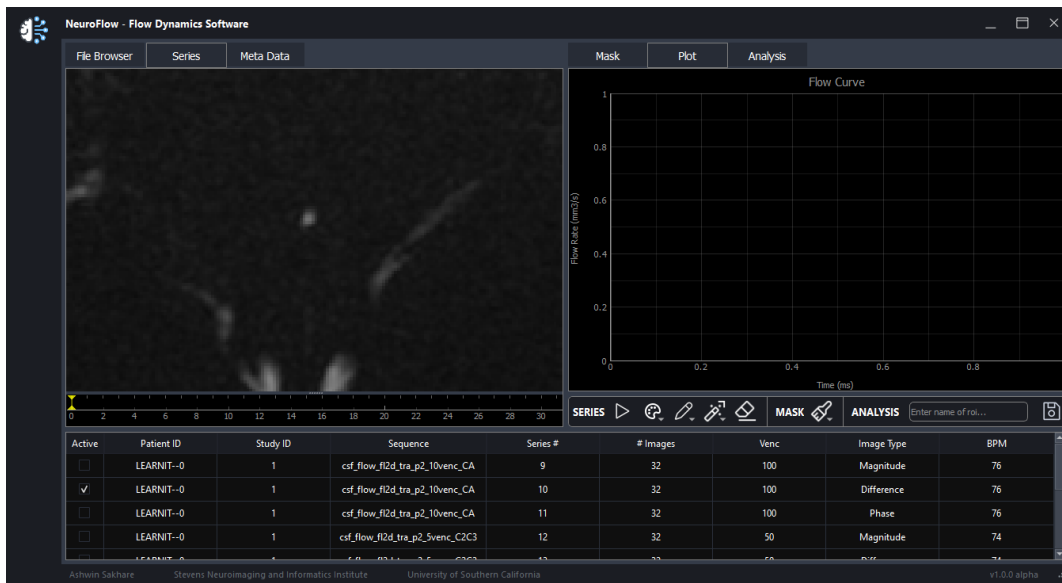 NeuroFlow - Flow Dynamics Software
File Browser Series Meta Data
Mask Plot Analysis
Flow Curve
1
0.8
0.6
0.4
0.2
0
Flow Rate (mm3/s)
0.2 0.4 0.6 0.8
Time (ms)
0 2 4 6 8 10 12 14 16 18 20 22 24 26 28 30
SERIES MASK ANALYSIS Enter name of roi...
Active Patient ID Study ID Sequence Series # # Images Venc Image Type BPM
LEARNIT--0 1 csf_flow_fl2d_tra_p2_10venc_CA 9 32 100 Magnitude 76
LEARNIT--0 1 csf_flow_fl2d_tra_p2_10venc_CA 10 32 100 Difference 76
LEARNIT--0 1 csf_flow_fl2d_tra_p2_10venc_CA 11 32 100 Phase 76
LEARNIT--0 1 csf_flow_fl2d_tra_p2_5venc_C2C3 12 32 50 Magnitude 74
Ashwin Sakhare Stevens Neuroimaging and Informatics Institute University of Southern California v1.0.0 alpha